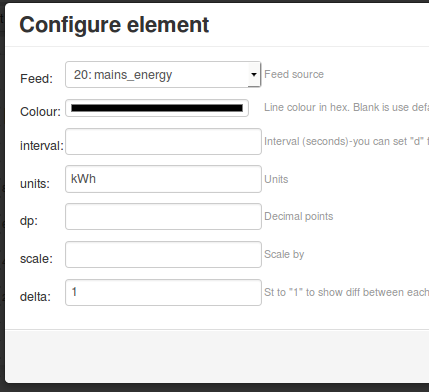 Configure element
Feed: 20: mains_energy Feed source
Colour: Line colour in hex. Blank is use
interval: Interval (seconds)-you can set "d"
units: kWh Units
dp: Decimal points
scale: Scale by
delta: 1 St to "1" to show diff between each